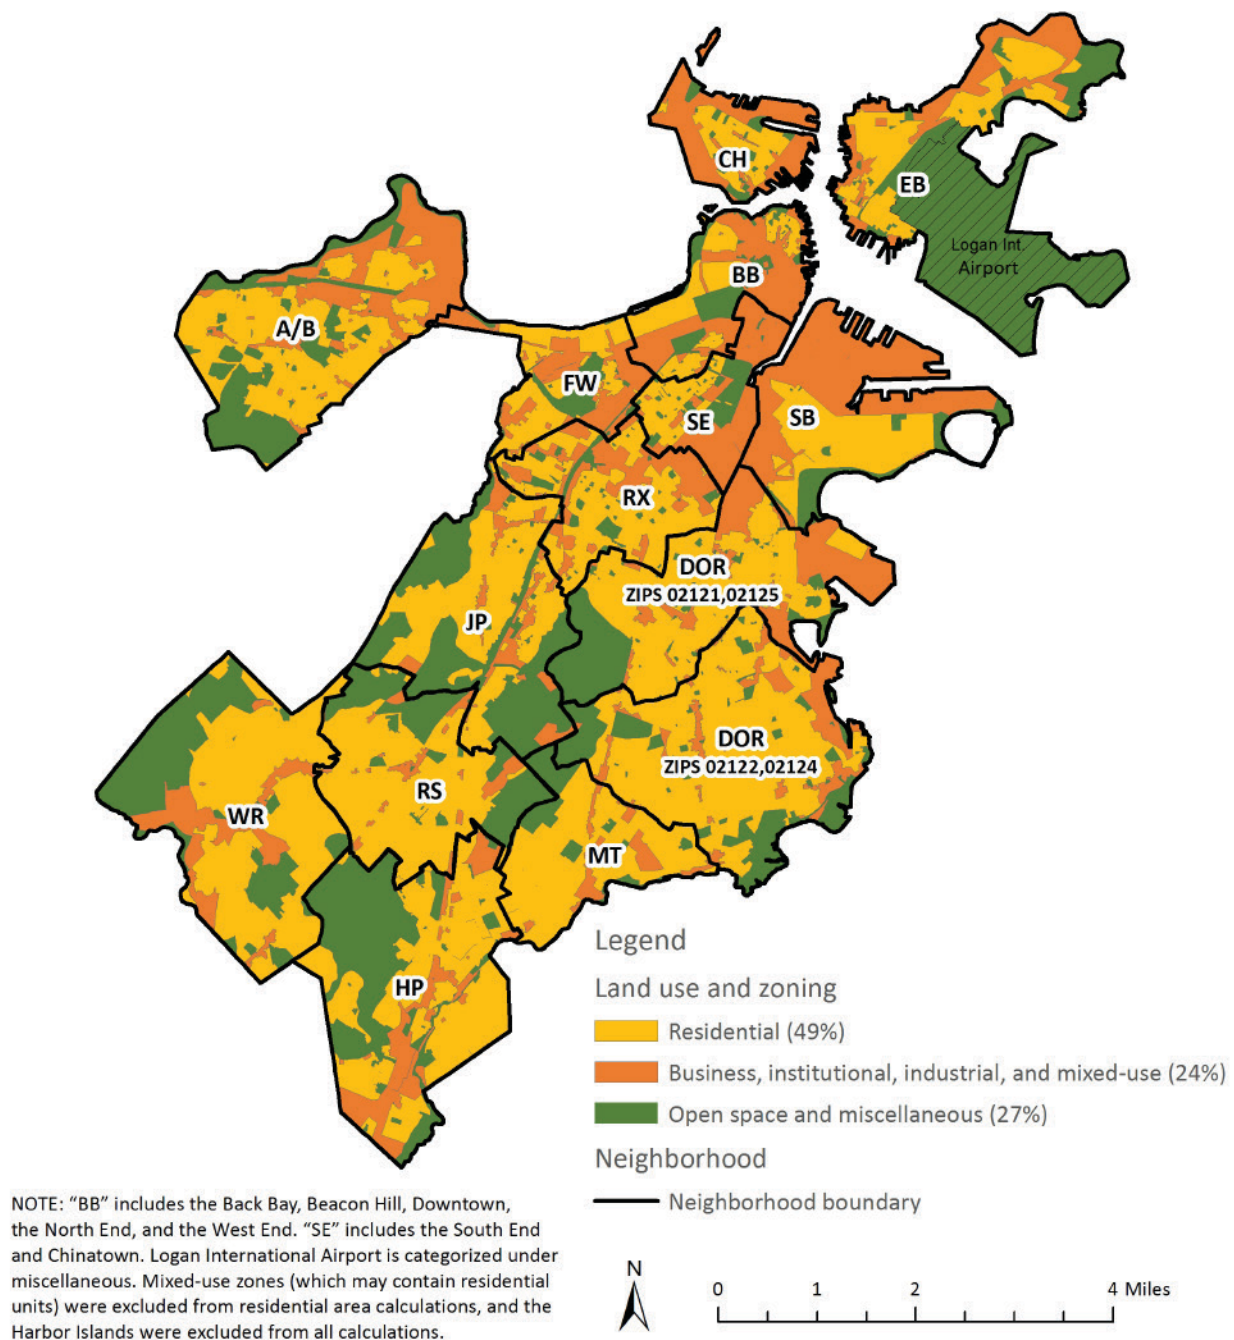 CH
EB
Logan Int.
Airport
BB
A/B
FW
SE
SB
RX
DOR
ZIPS 02121,02125
JP
DOR
ZIPS 02122,02124
RS
WR
MT
HP
Legend
Land use and zoning
Residential (49%)
Business, institutional, industrial, and mixed-use (24%)
Open space and miscellaneous (27%)
Neighborhood
Neighborhood boundary
NOTE: “BB” includes the Back Bay, Beacon Hill, Downtown,
the North End, and the West End. “SE” includes the South End
and Chinatown. Logan International Airport is categorized under
miscellaneous. Mixed-use zones (which may contain residential
units) were excluded from residential area calculations, and the
Harbor Islands were excluded from all calculations.
N
0 1 2 4 Miles